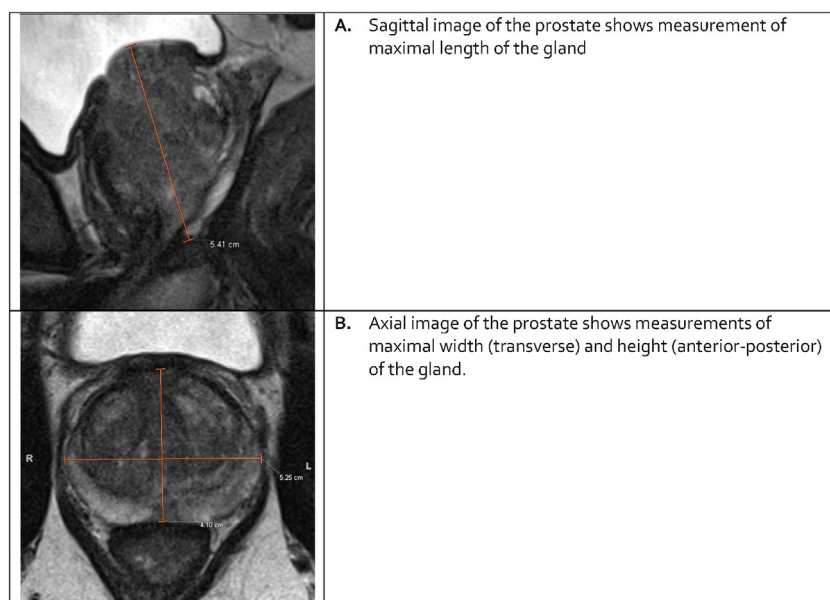 A. Sagittal image of the prostate shows measurement of
maximal length of the gland
5.41 cm
B. Axial image of the prostate shows measurements of
maximal width (transverse) and height (anterior-posterior)
of the gland.
R
L
5.25 cm
4.10 cm